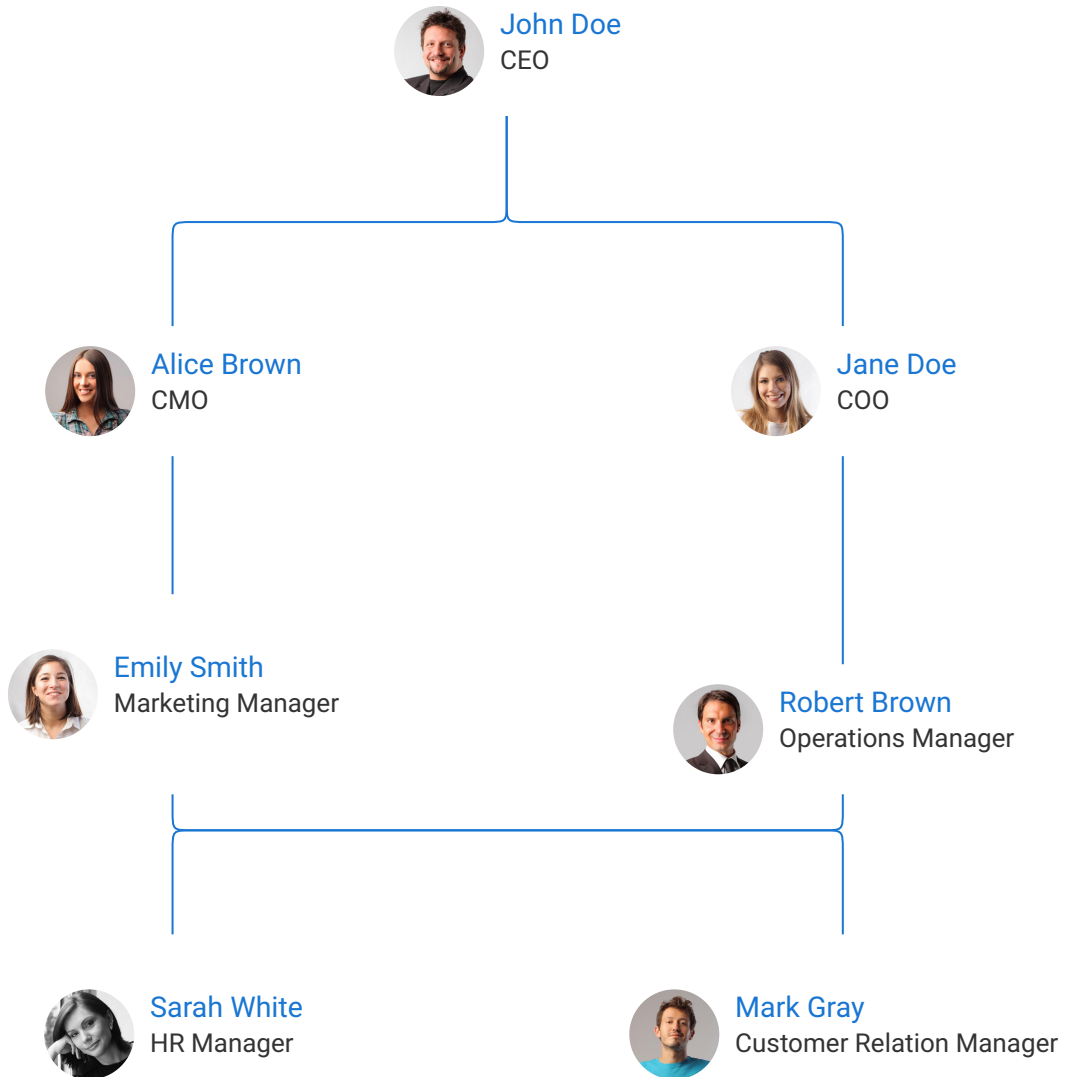 John Doe
CEO
Alice Brown
CMO
Jane Doe
COO
Emily Smith
Marketing Manager
Robert Brown
Operations Manager
Sarah White
HR Manager
Mark Gray
Customer Relation Manager